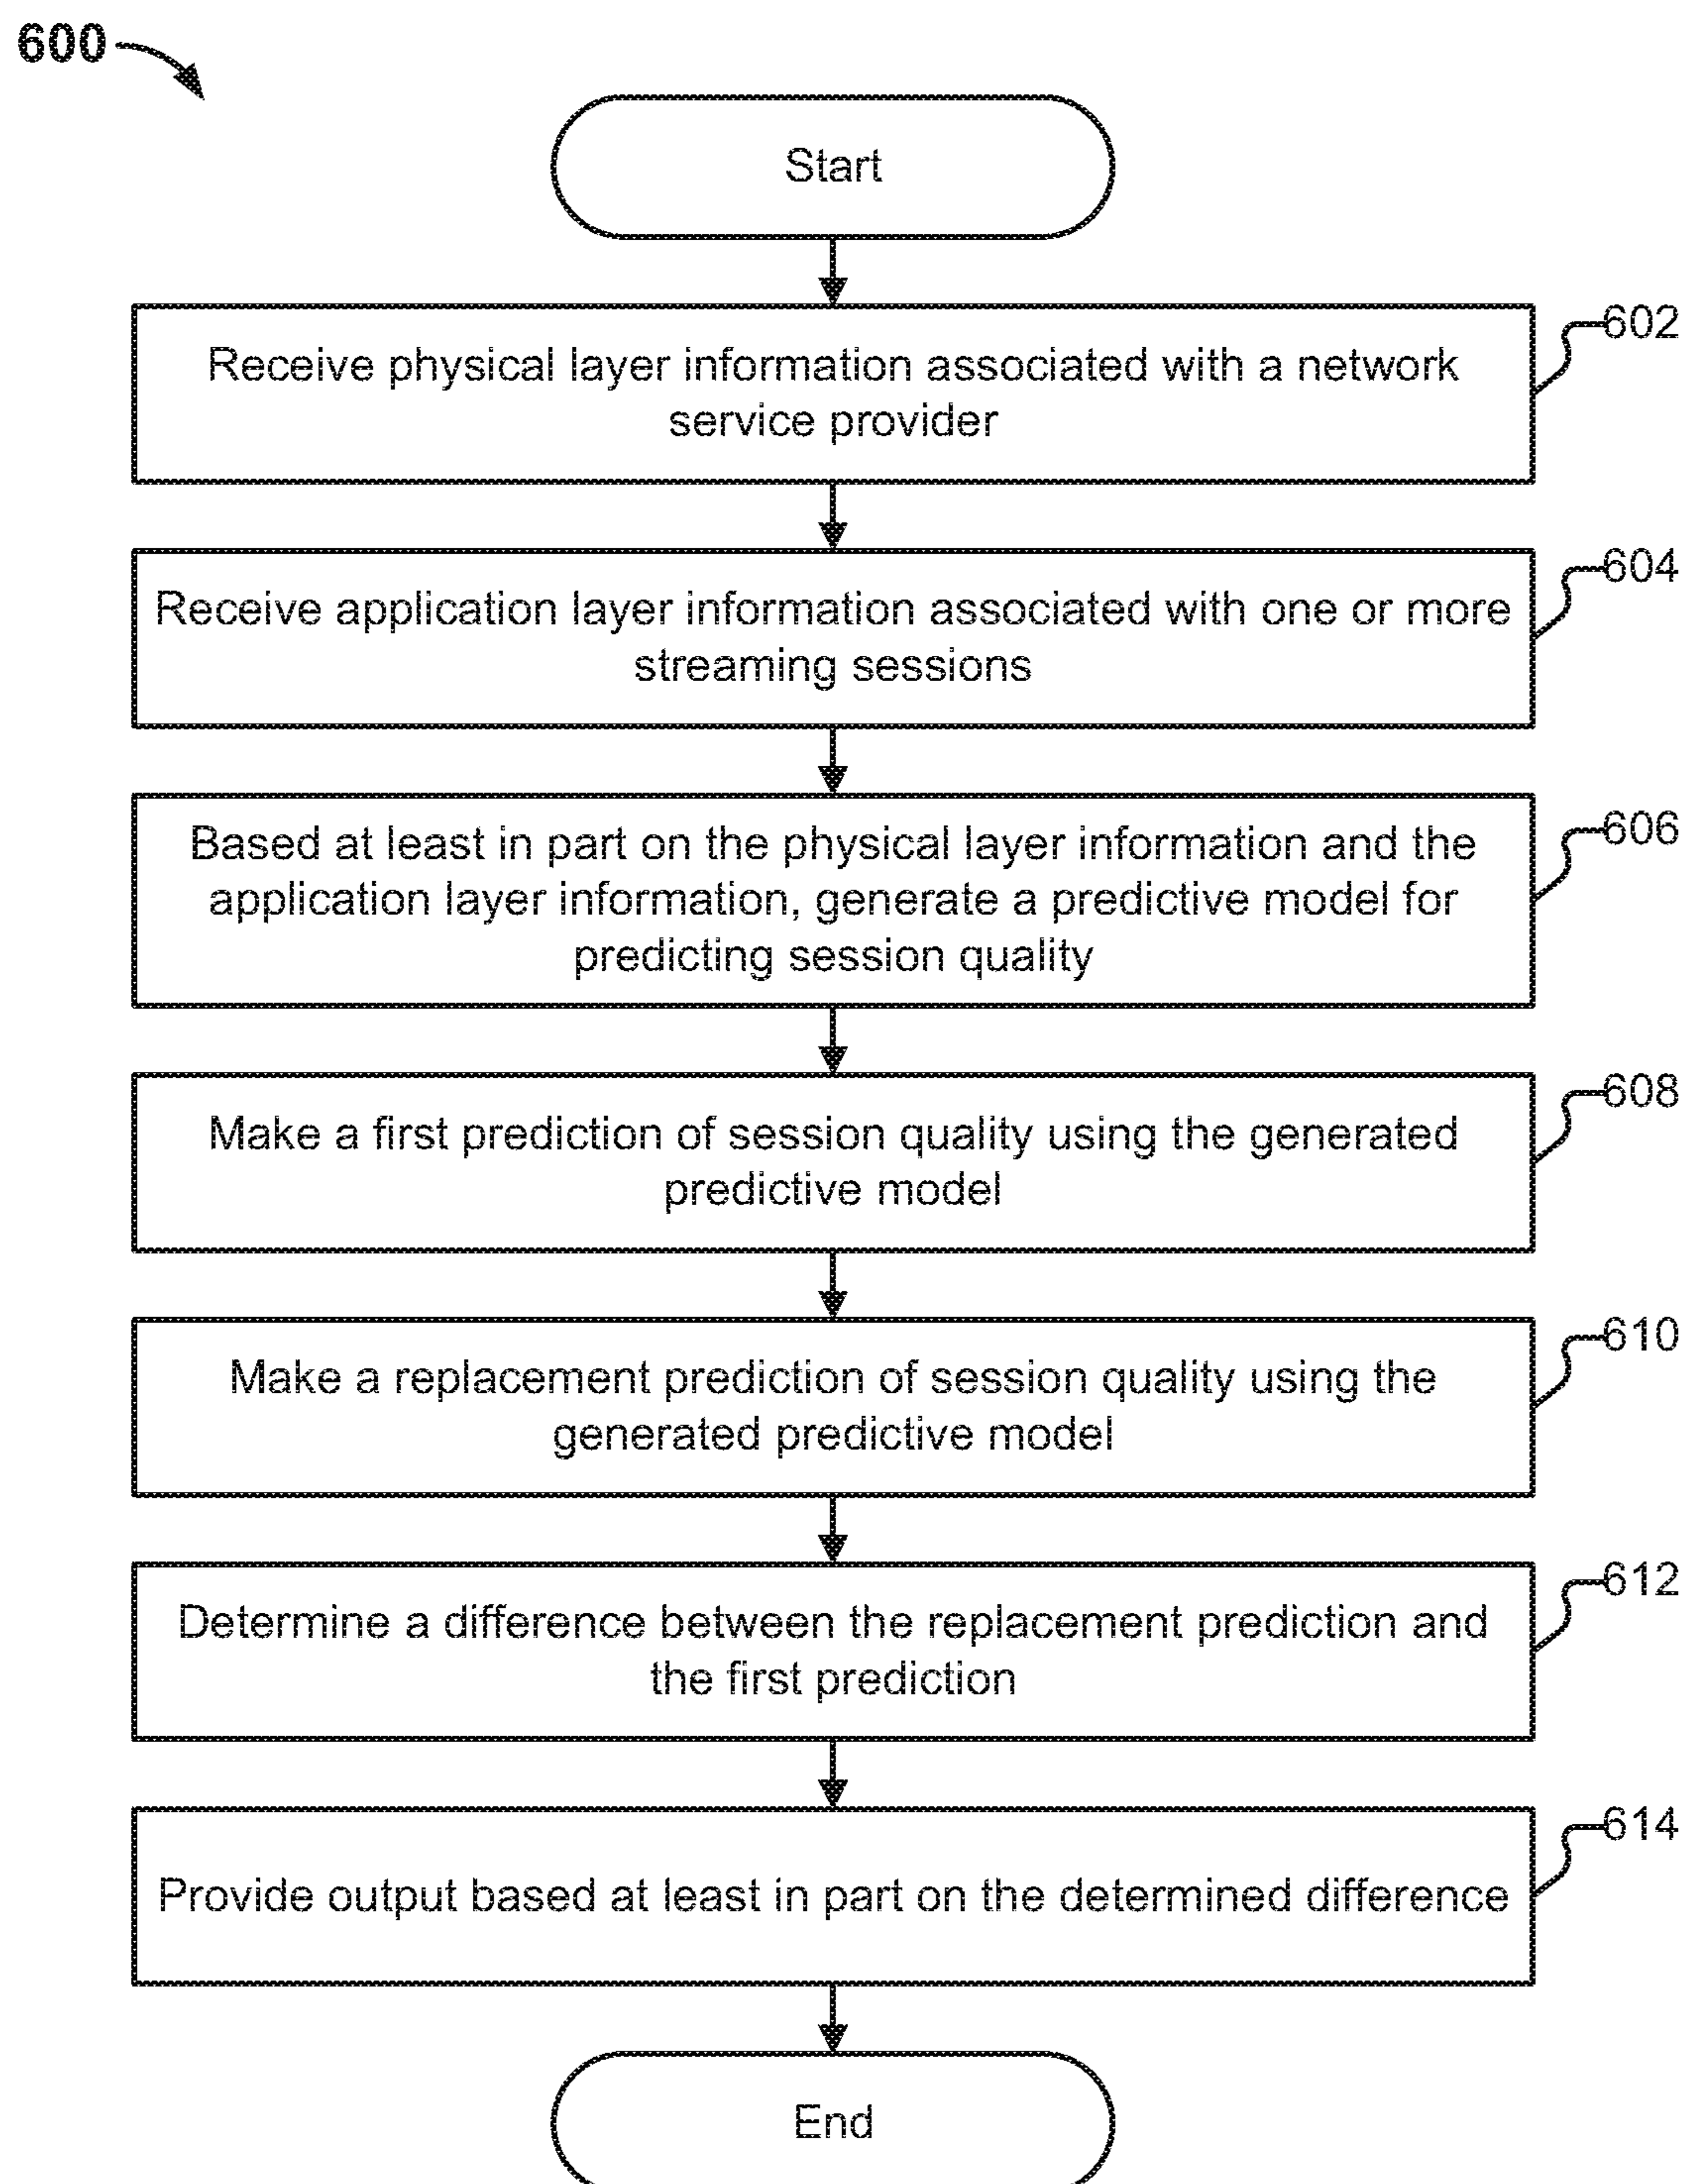 600
Start
602
Receive physical layer information associated with a network
service provider
604
Receive application layer information associated with one or more
streaming sessions
606
Based at least in part on the physical layer information and the
application layer information, generate a predictive model for
predicting session quality
608
Make a first prediction of session quality using the generated
predictive model
610
Make a replacement prediction of session quality using the
generated predictive model
612
Determine a difference between the replacement prediction and
the first prediction
614
Provide output based at least in part on the determined difference
End